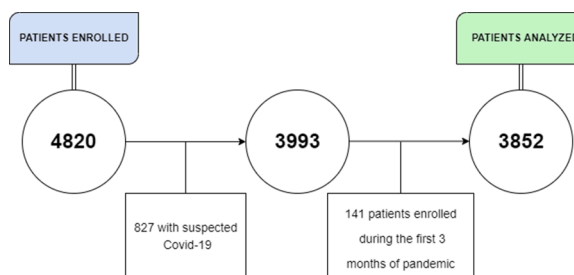 PATIENTS ENROLLED
PATIENTS ANALYZED
4820
3993
3852
827 with suspected
Covid-19
141 patients enrolled
during the first 3
months of pandemic